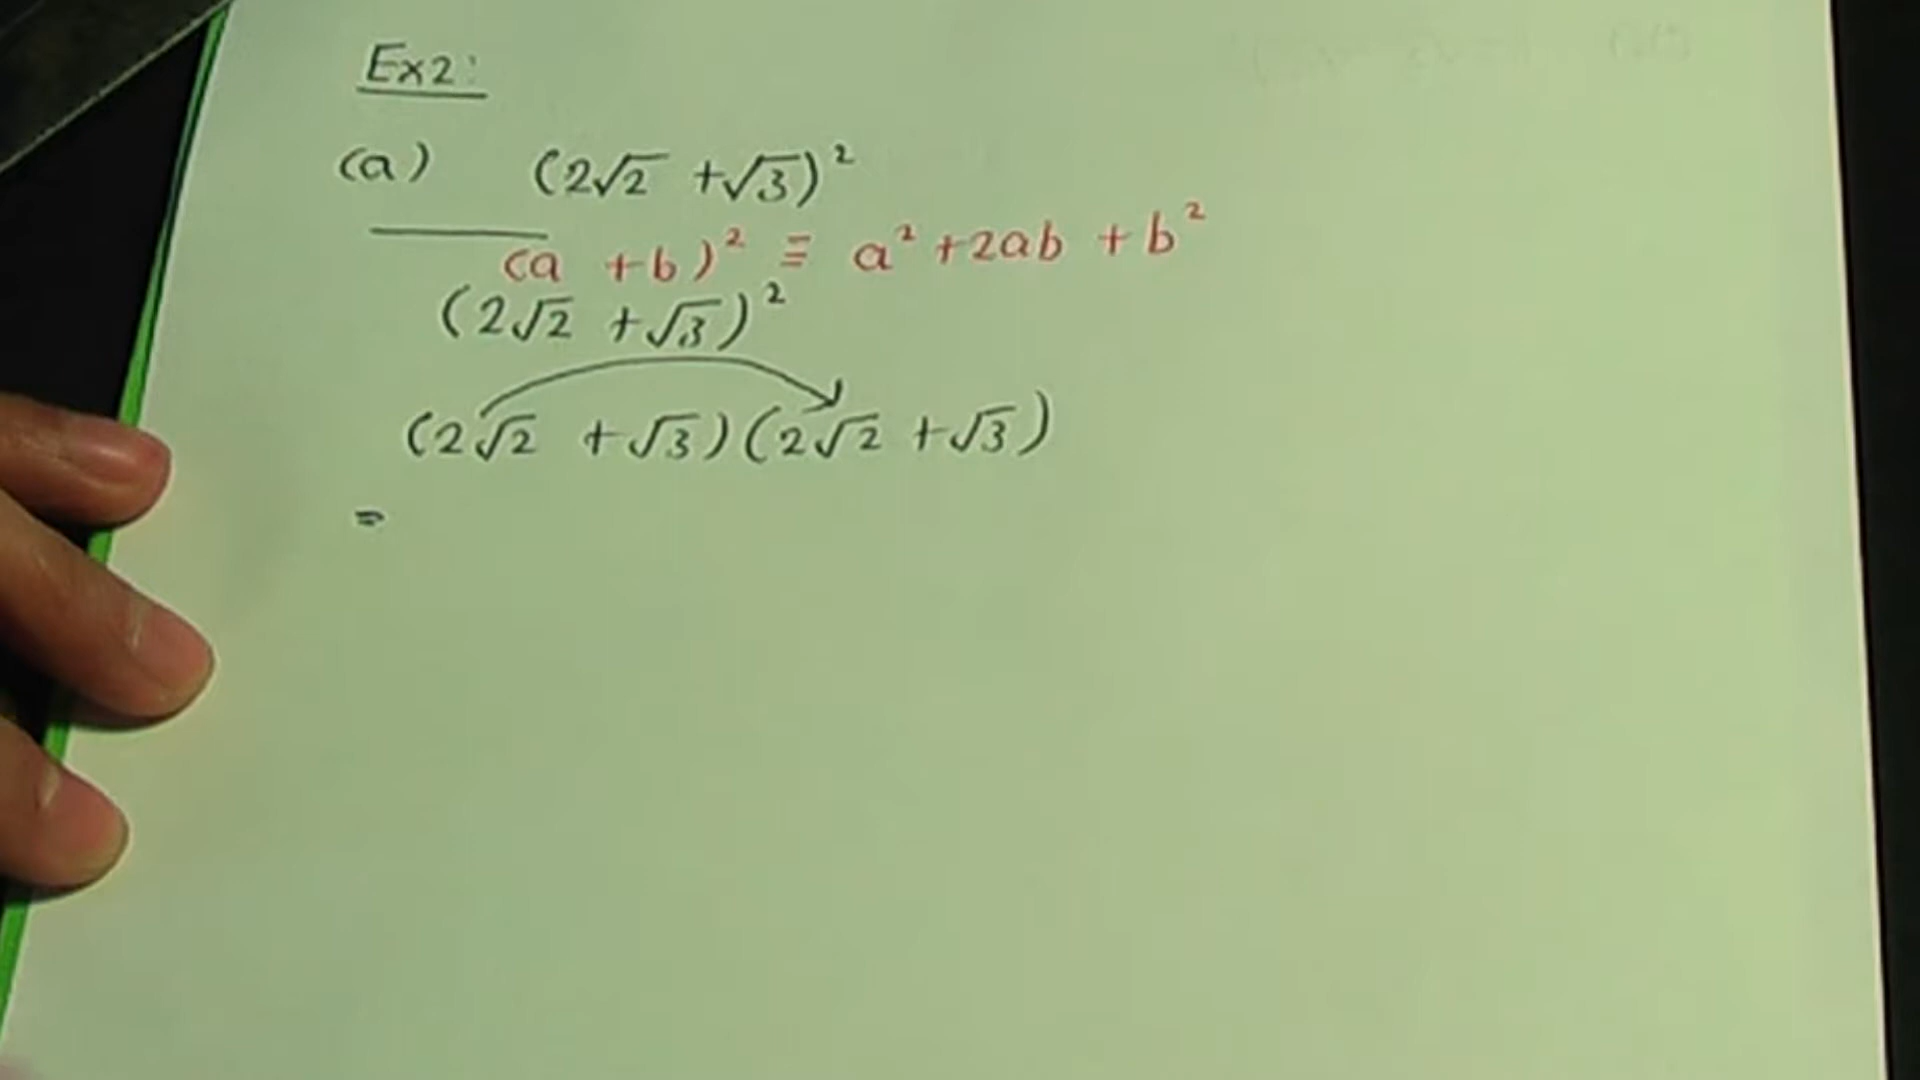 Ex2:
(a) (2√2 +√3)²
(a +b)² ≡ a² +2ab + b²
(2√2 +√3)²
(2√2 +√3)(2√2 +√3)
=